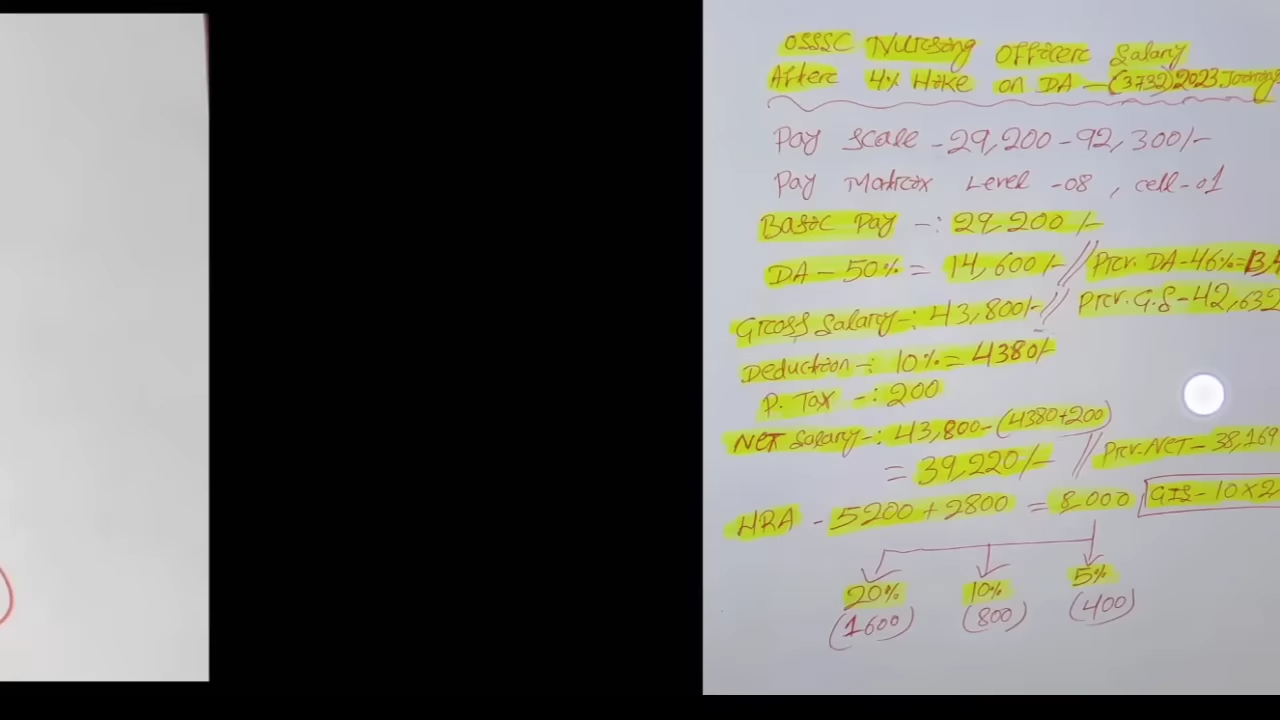 OSSSC Nursing Officer Salary
After 4% Hike on DA - (3732) 2023
Pay Scale - 29,200 - 92,300/-
Pay Matrix Level - 08, cell - 01
Basic Pay -: 29,200/-
DA - 50% = 14,600/- // Prev. DA - 46% =
Gross Salary -: 43,800/- // Prev. G.S - 42,632
Deduction -: 10% = 4380/-
P. Tax -: 200
NET Salary -: 43,800 - (4380+200)
= 39,220/- // Prev. NET - 38,169
HRA - 5200 + 2800 = 8,000 GIS - 10 x 2
20% 10% 5%
(1600) (800) (400)